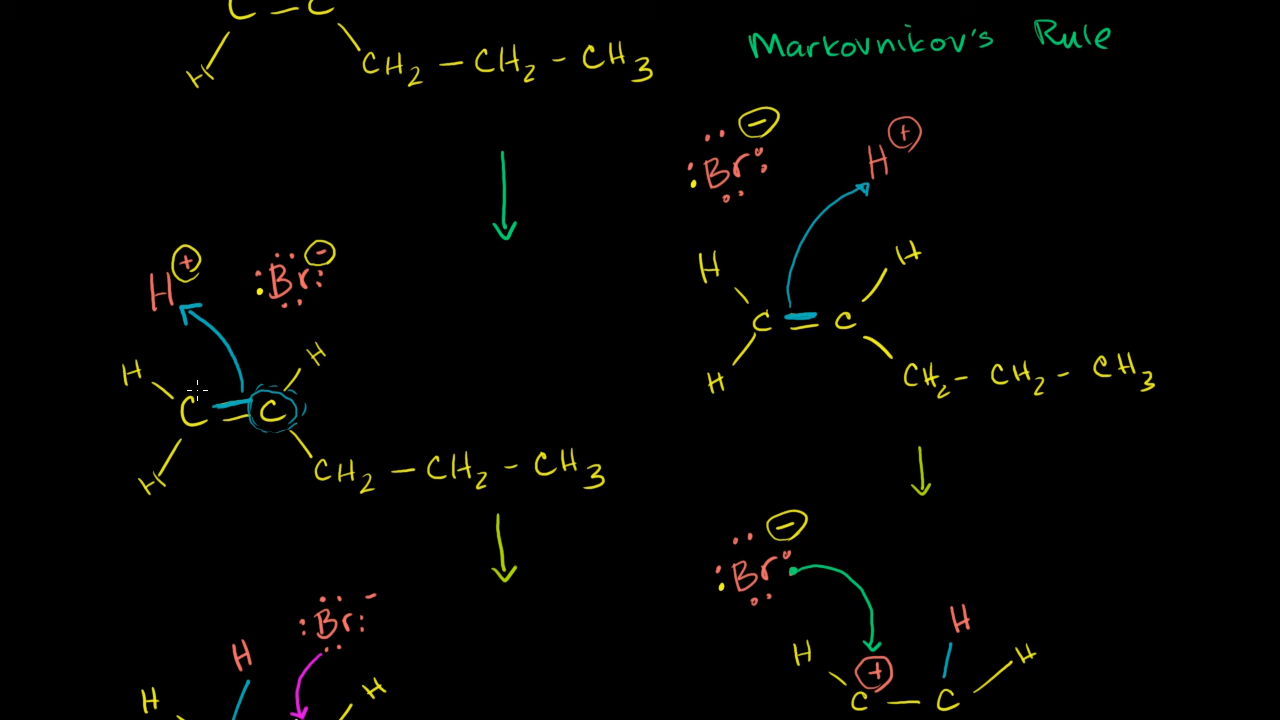 C = C
H
CH2 — CH2 - CH3
Markovnikov's Rule
:Br: −
H +
H + :Br: −
H H
C = C
H
CH2 - CH2 - CH3
H H
C = C
H
CH2 — CH2 - CH3
:Br: −
H
:Br: −
H
H + H
C — C
H H